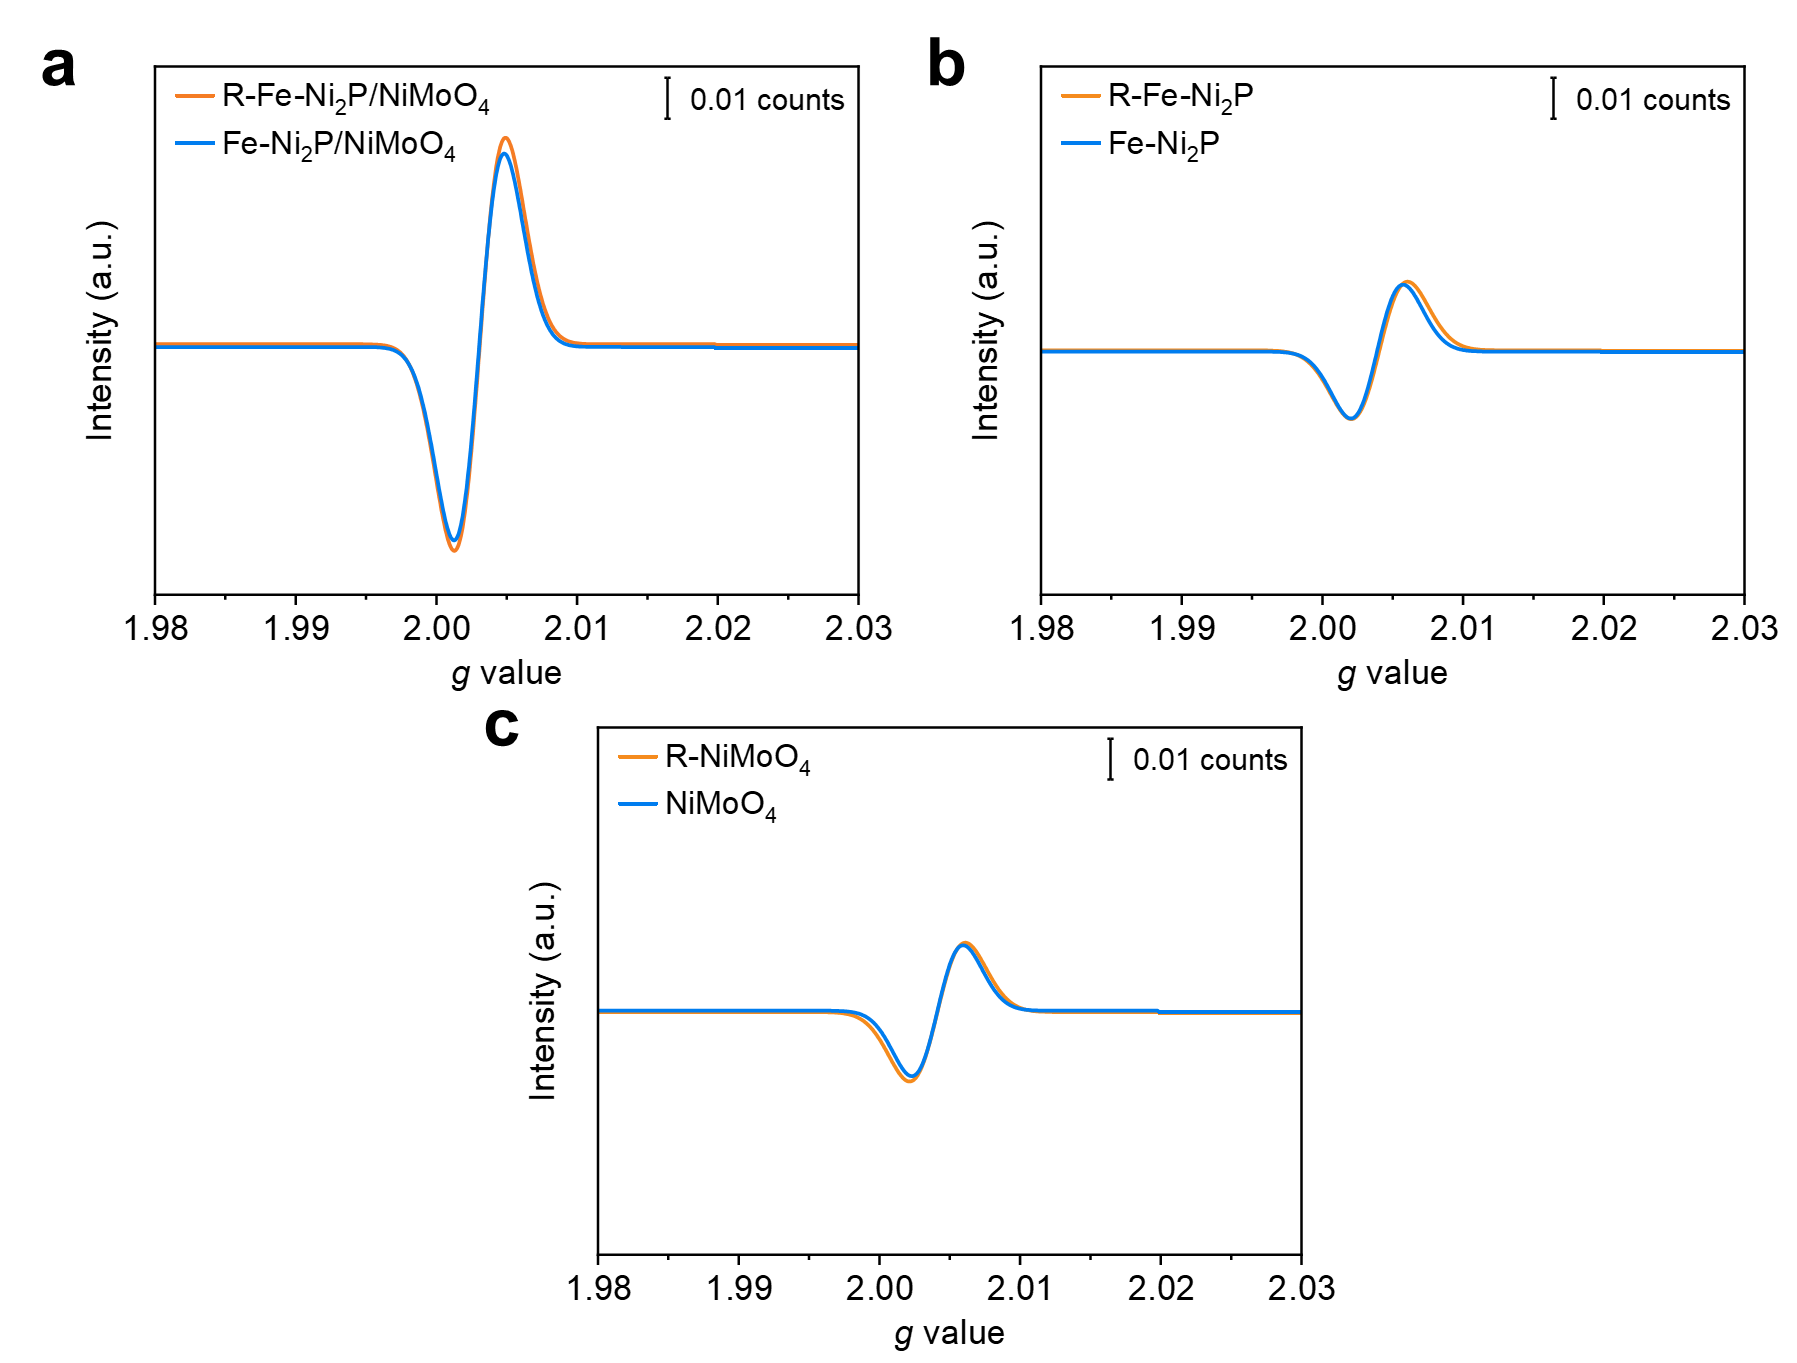 a
R-Fe-Ni₂P/NiMoO₄
Fe-Ni₂P/NiMoO₄
0.01 counts
Intensity (a.u.)
1.98 1.99 2.00 2.01 2.02 2.03
g value
b
R-Fe-Ni₂P
Fe-Ni₂P
0.01 counts
Intensity (a.u.)
1.98 1.99 2.00 2.01 2.02 2.03
g value
c
R-NiMoO₄
NiMoO₄
0.01 counts
Intensity (a.u.)
1.98 1.99 2.00 2.01 2.02 2.03
g value